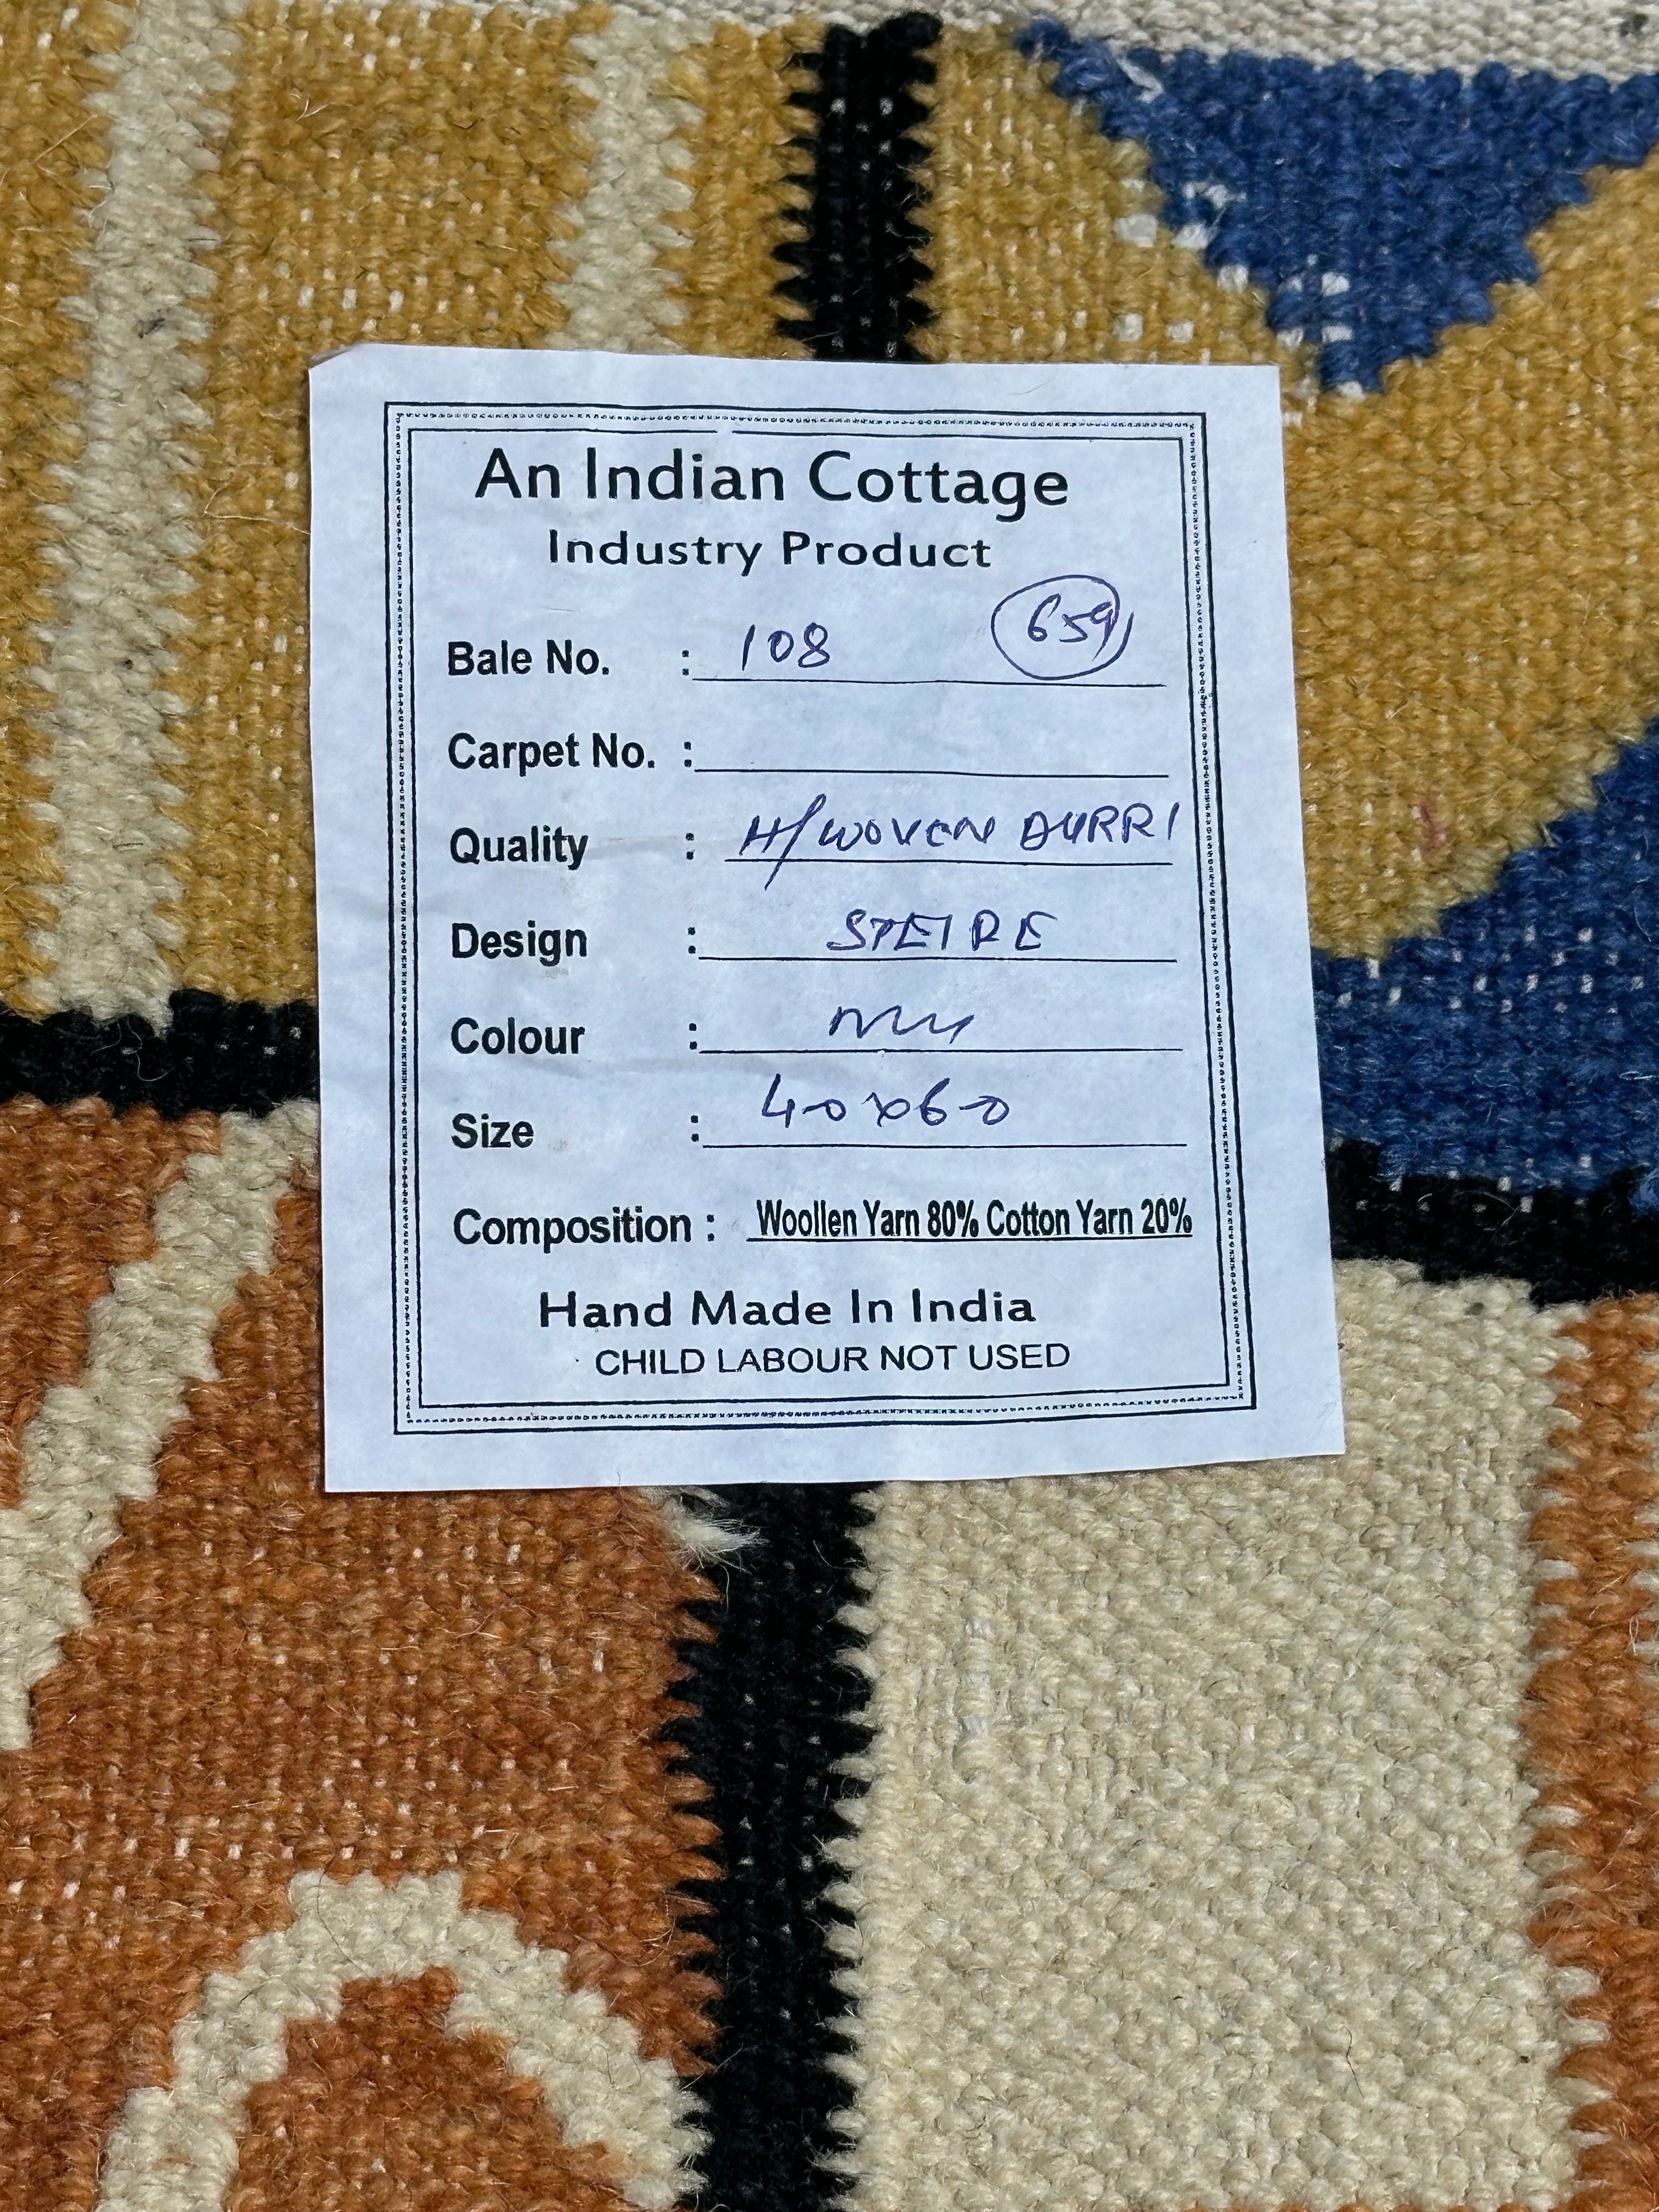 An Indian Cottage
Industry Product
Bale No. : 108 659
Carpet No. :
Quality : H/WOVEN DURRI
Design : STEIRE
Colour :
Size : 4-0x6-0
Composition : Woollen Yarn 80% Cotton Yarn 20%
Hand Made In India
CHILD LABOUR NOT USED